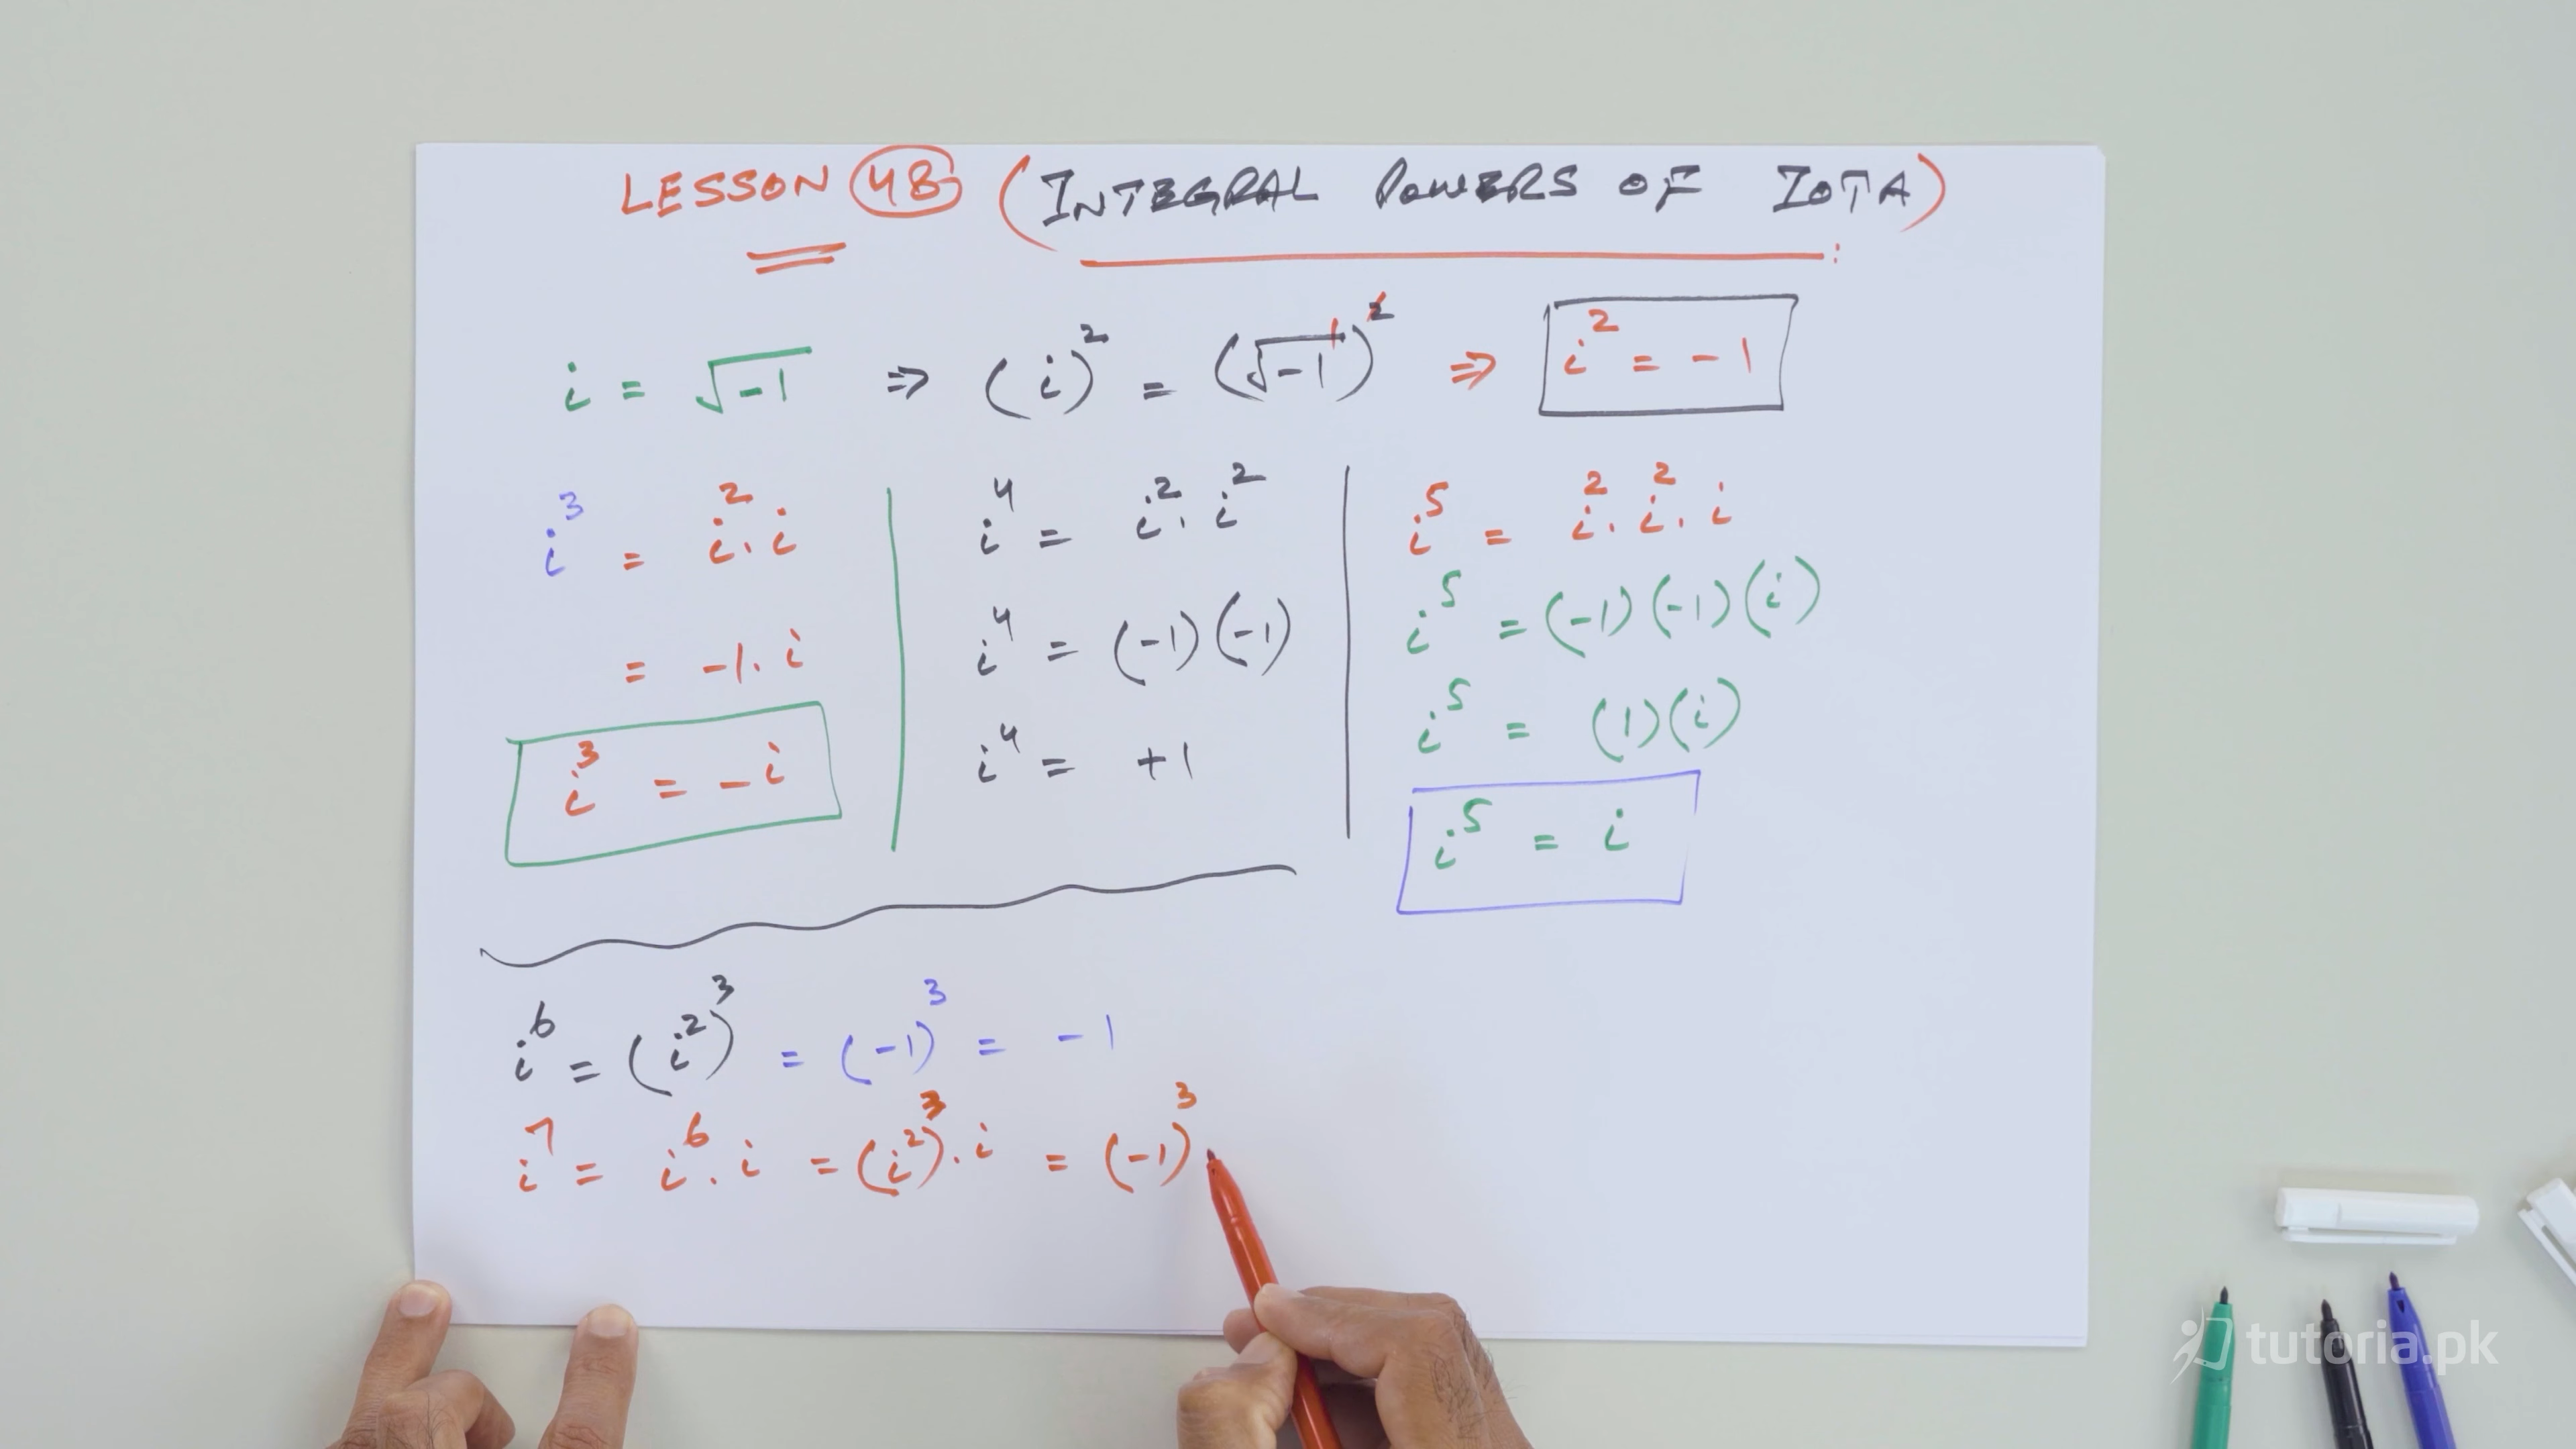 LESSON 4B (INTEGRAL POWERS OF IOTA) :
i = √-1 ⇒ (i)² = (√-1)² ⇒ i² = -1
i³ = i² . i
= -1 . i
i³ = -i
i⁴ = i² . i²
i⁴ = (-1)(-1)
i⁴ = +1
i⁵ = i² . i² . i
i⁵ = (-1)(-1)(i)
i⁵ = (1)(i)
i⁵ = i
i⁶ = (i²)³ = (-1)³ = -1
i⁷ = i⁶ . i = (i²)³ . i = (-1)³
tutoria.pk